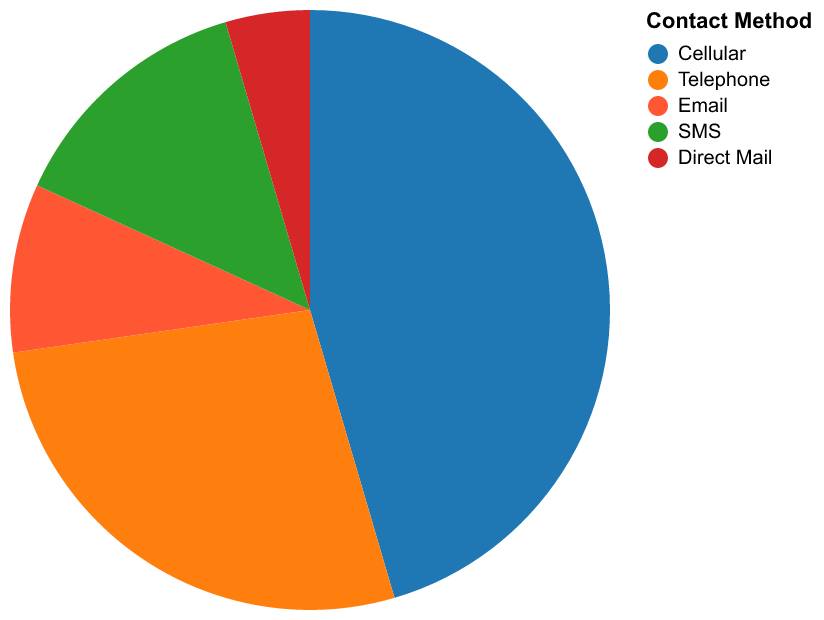 Contact Method
Cellular
Telephone
Email
SMS
Direct Mail